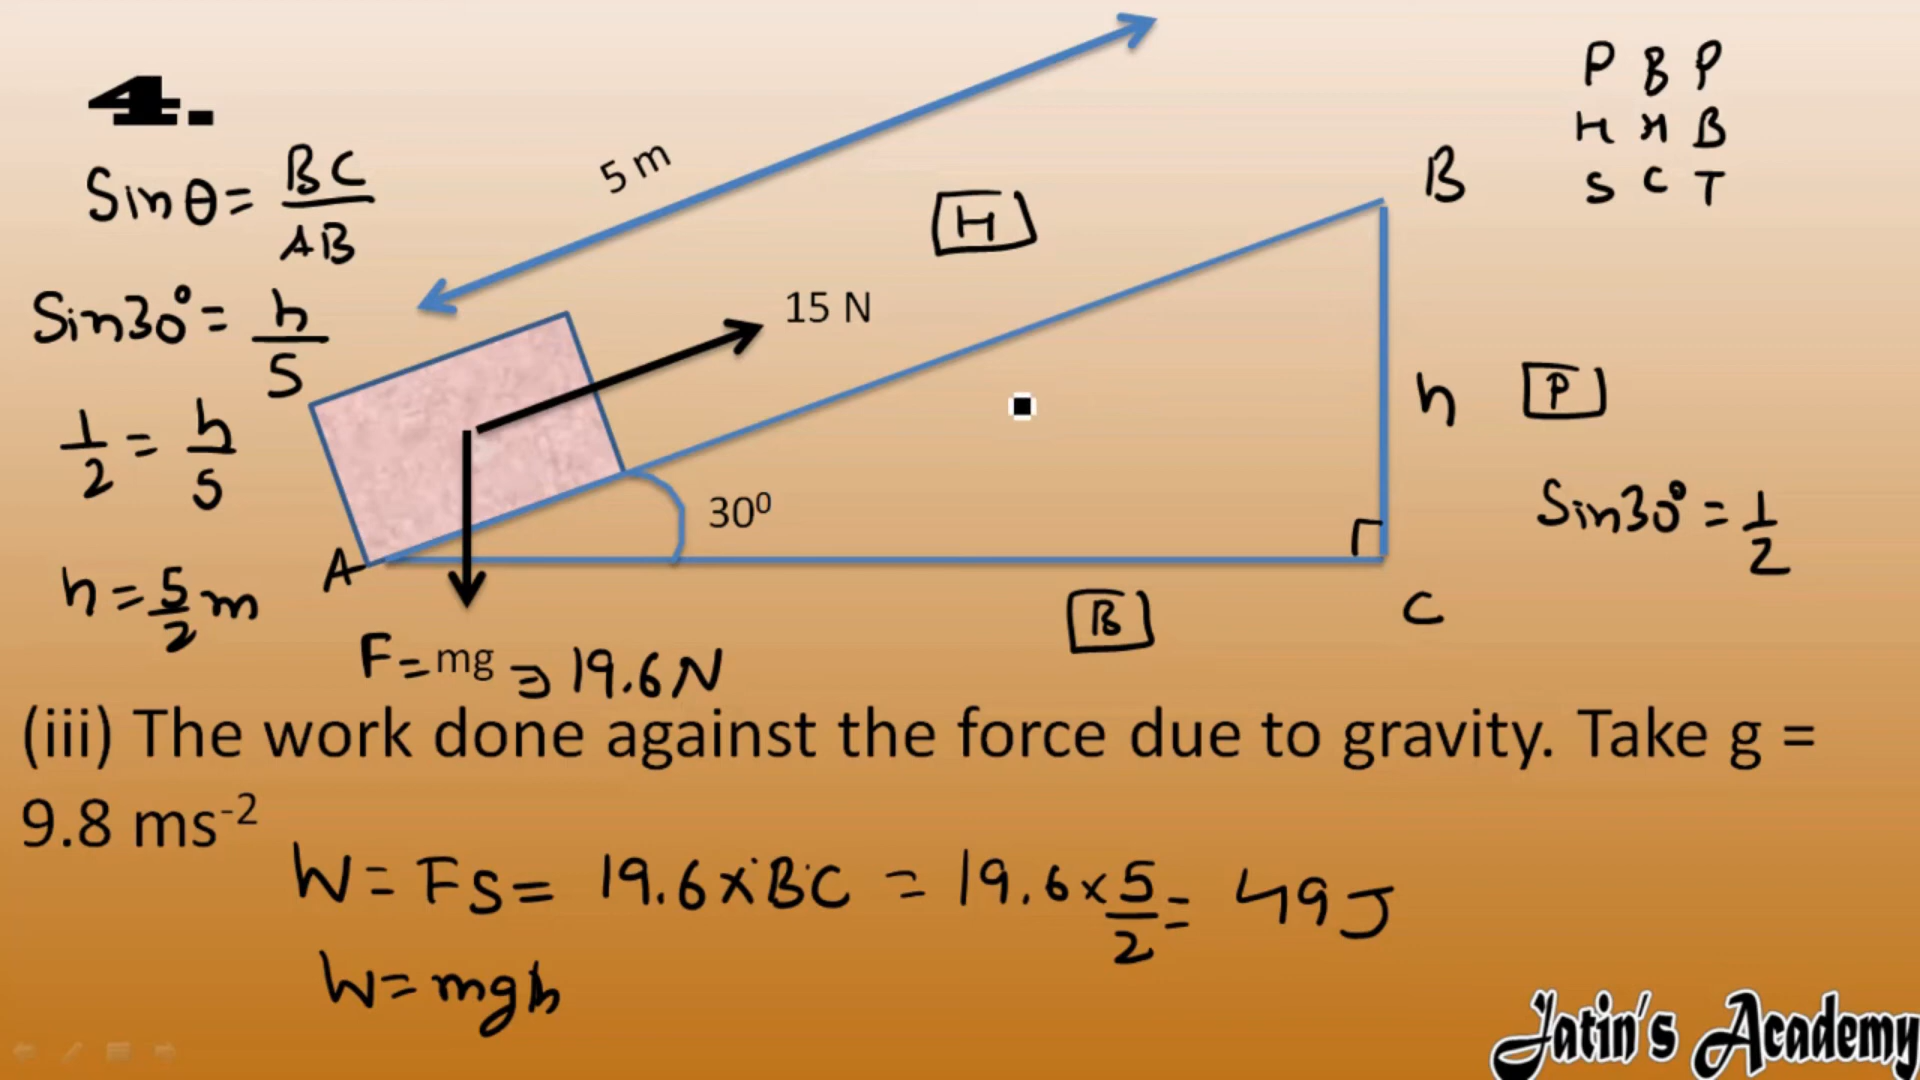 4.
Sinθ = BC/AB
Sin30° = h/5
1/2 = h/5
h = 5/2 m
5 m
H
15 N
30⁰
A
B
C
h
P
B
P B P
H H B
S C T
Sin30° = 1/2
F = mg ⇒ 19.6N
(iii) The work done against the force due to gravity. Take g =
9.8 ms⁻²
W = FS = 19.6 × BC = 19.6 × 5/2 = 49 J
W = mgh
Jatin's Academy